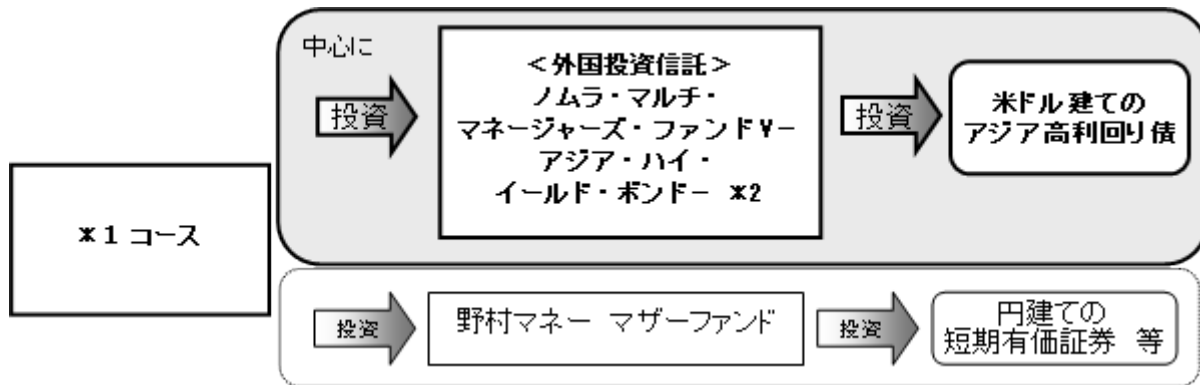 中心に
投資
＜外国投資信託＞
ノムラ・マルチ・
マネージャーズ・ファンドⅤ－
アジア・ハイ・
イールド・ボンド－ ※2
投資
米ドル建ての
アジア高利回り債
※1 コース
投資
野村マネー マザーファンド
投資
円建ての
短期有価証券 等